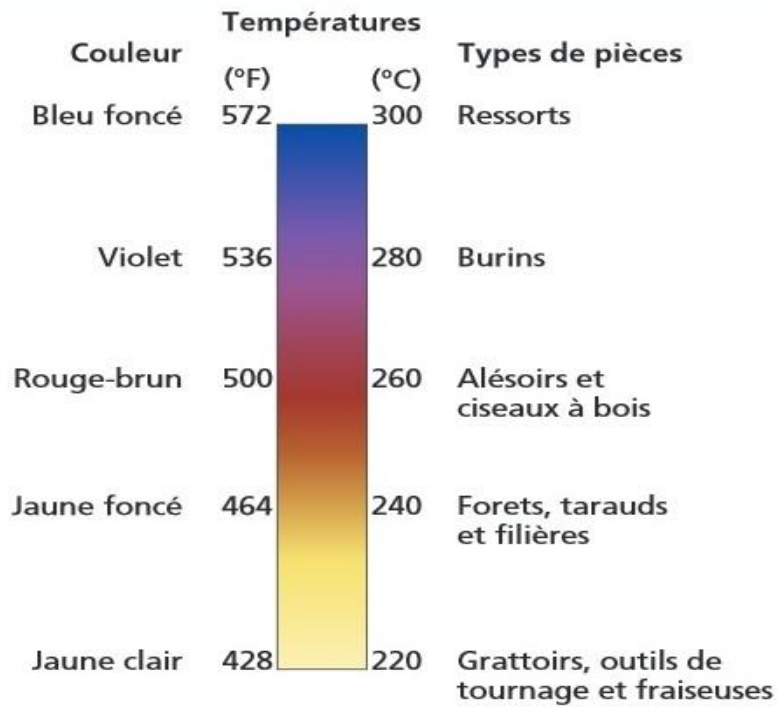 Températures
Couleur (°F) (°C) Types de pièces
Bleu foncé 572 300 Ressorts
Violet 536 280 Burins
Rouge-brun 500 260 Alésoirs et
ciseaux à bois
Jaune foncé 464 240 Forets, tarauds
et filières
Jaune clair 428 220 Grattoirs, outils de
tournage et fraiseuses